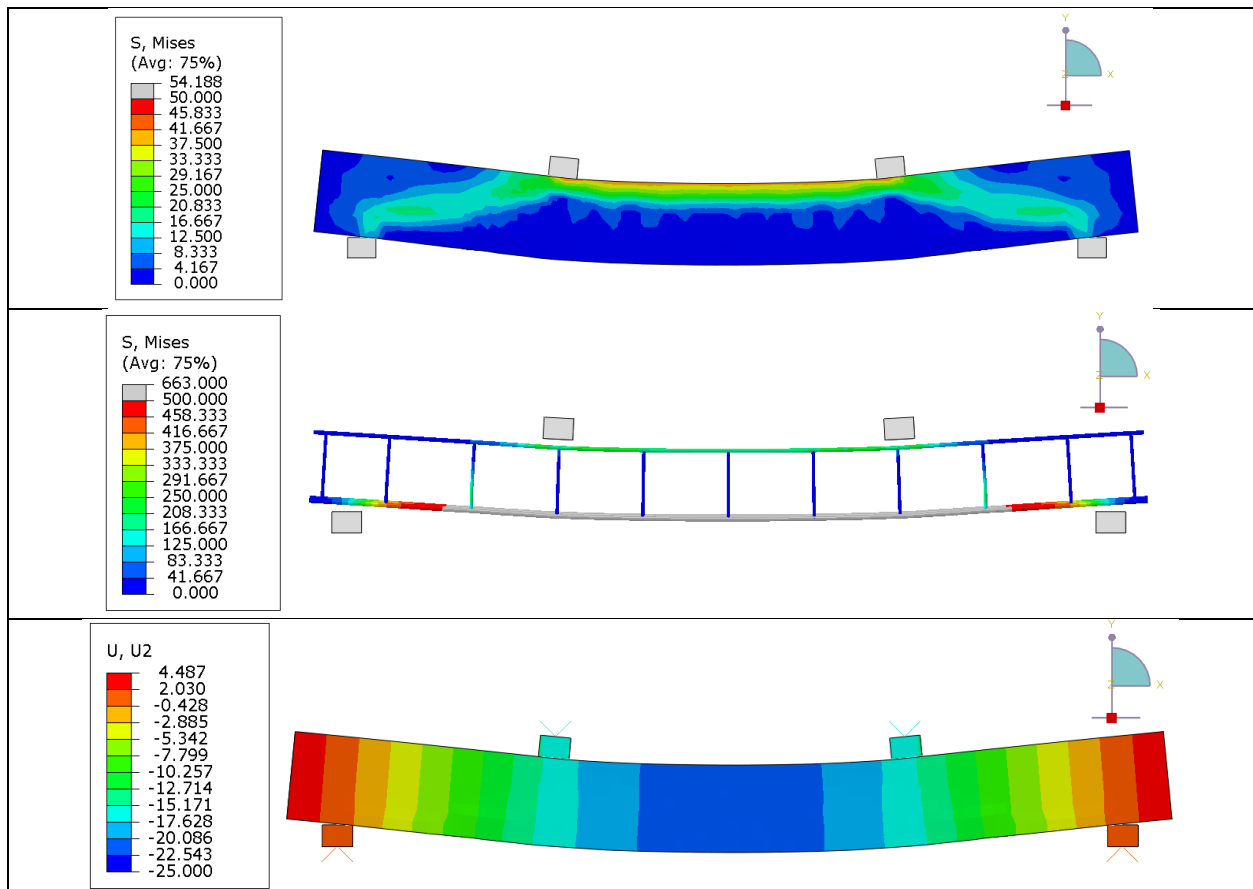 S, Mises
(Avg: 75%)
54.188
50.000
45.833
41.667
37.500
33.333
29.167
25.000
20.833
16.667
12.500
8.333
4.167
0.000
Y
Z
X
S, Mises
(Avg: 75%)
663.000
500.000
458.333
416.667
375.000
333.333
291.667
250.000
208.333
166.667
125.000
83.333
41.667
0.000
Y
Z
X
U, U2
4.487
2.030
-0.428
-2.885
-5.342
-7.799
-10.257
-12.714
-15.171
-17.628
-20.086
-22.543
-25.000
Y
Z
X